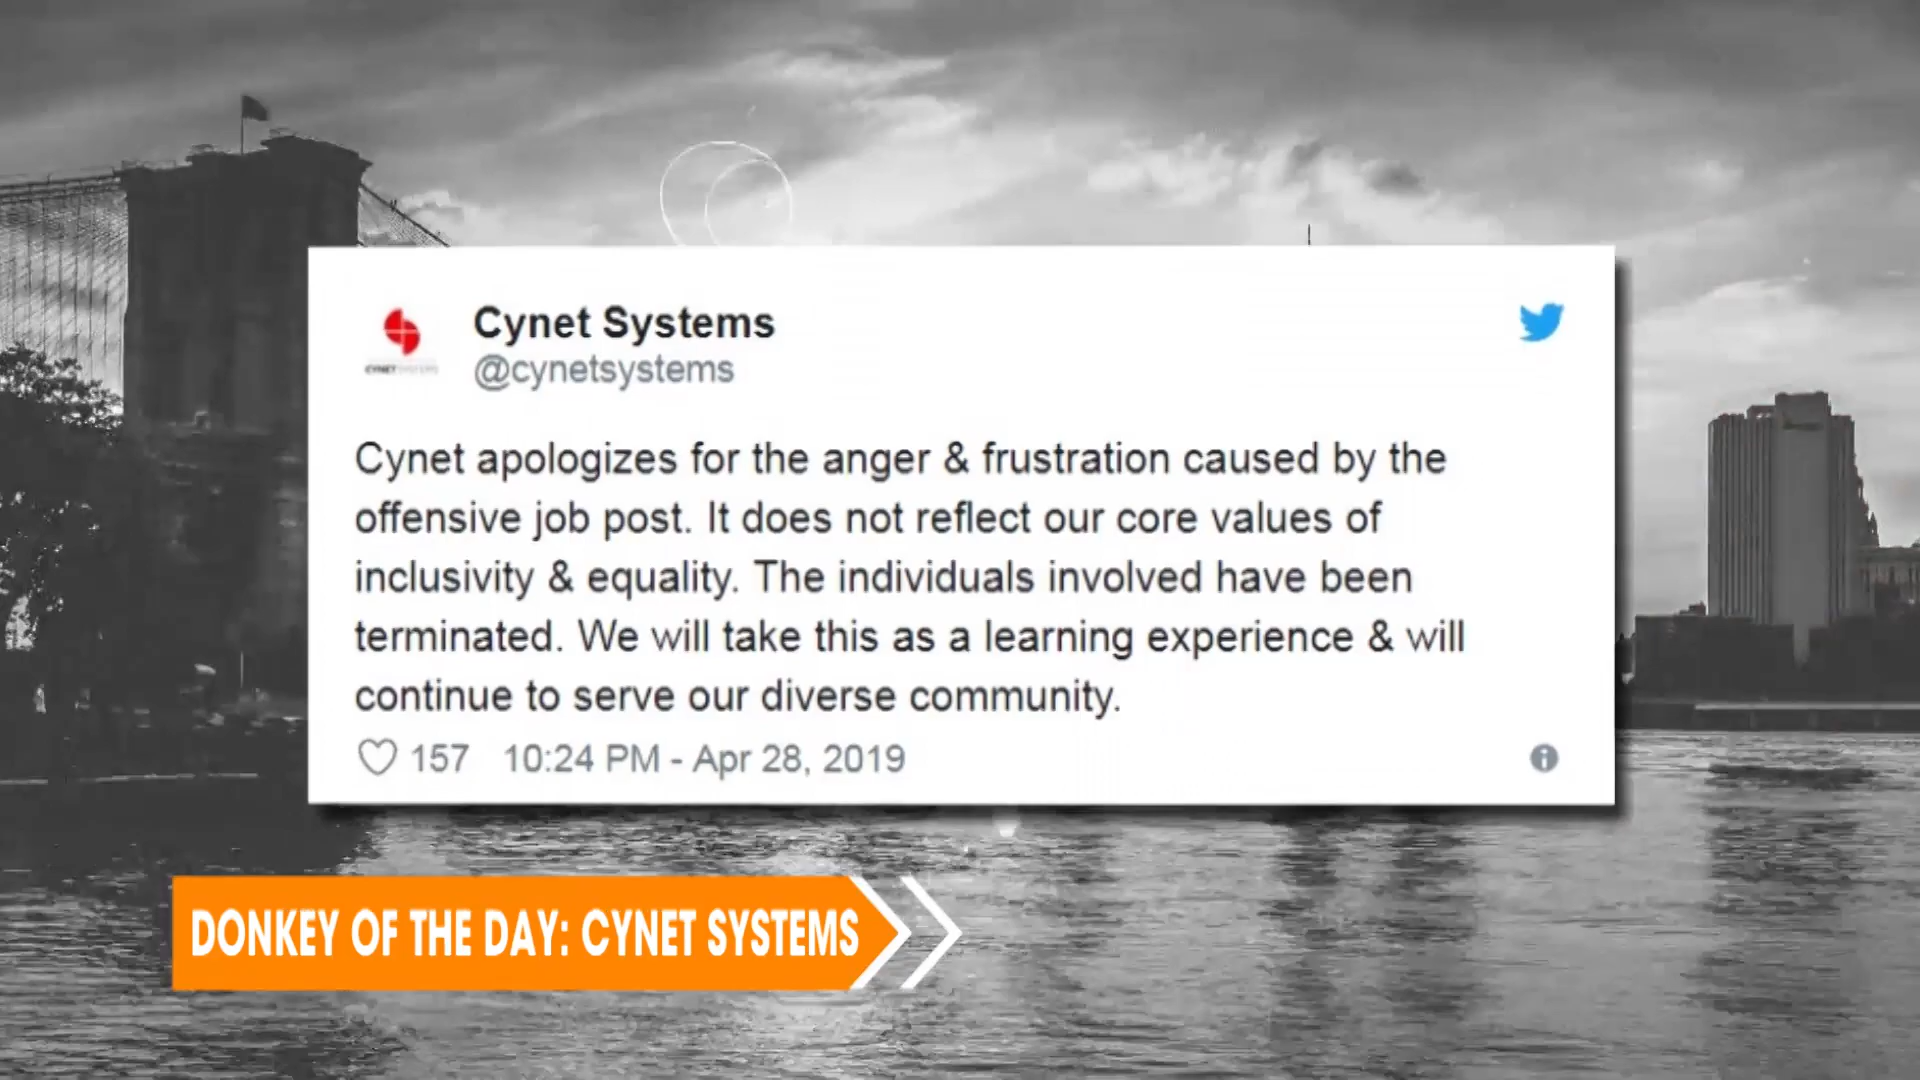 Cynet Systems
@cynetsystems
Cynet apologizes for the anger & frustration caused by the
offensive job post. It does not reflect our core values of
inclusivity & equality. The individuals involved have been
terminated. We will take this as a learning experience & will
continue to serve our diverse community.
157 10:24 PM - Apr 28, 2019
DONKEY OF THE DAY: CYNET SYSTEMS